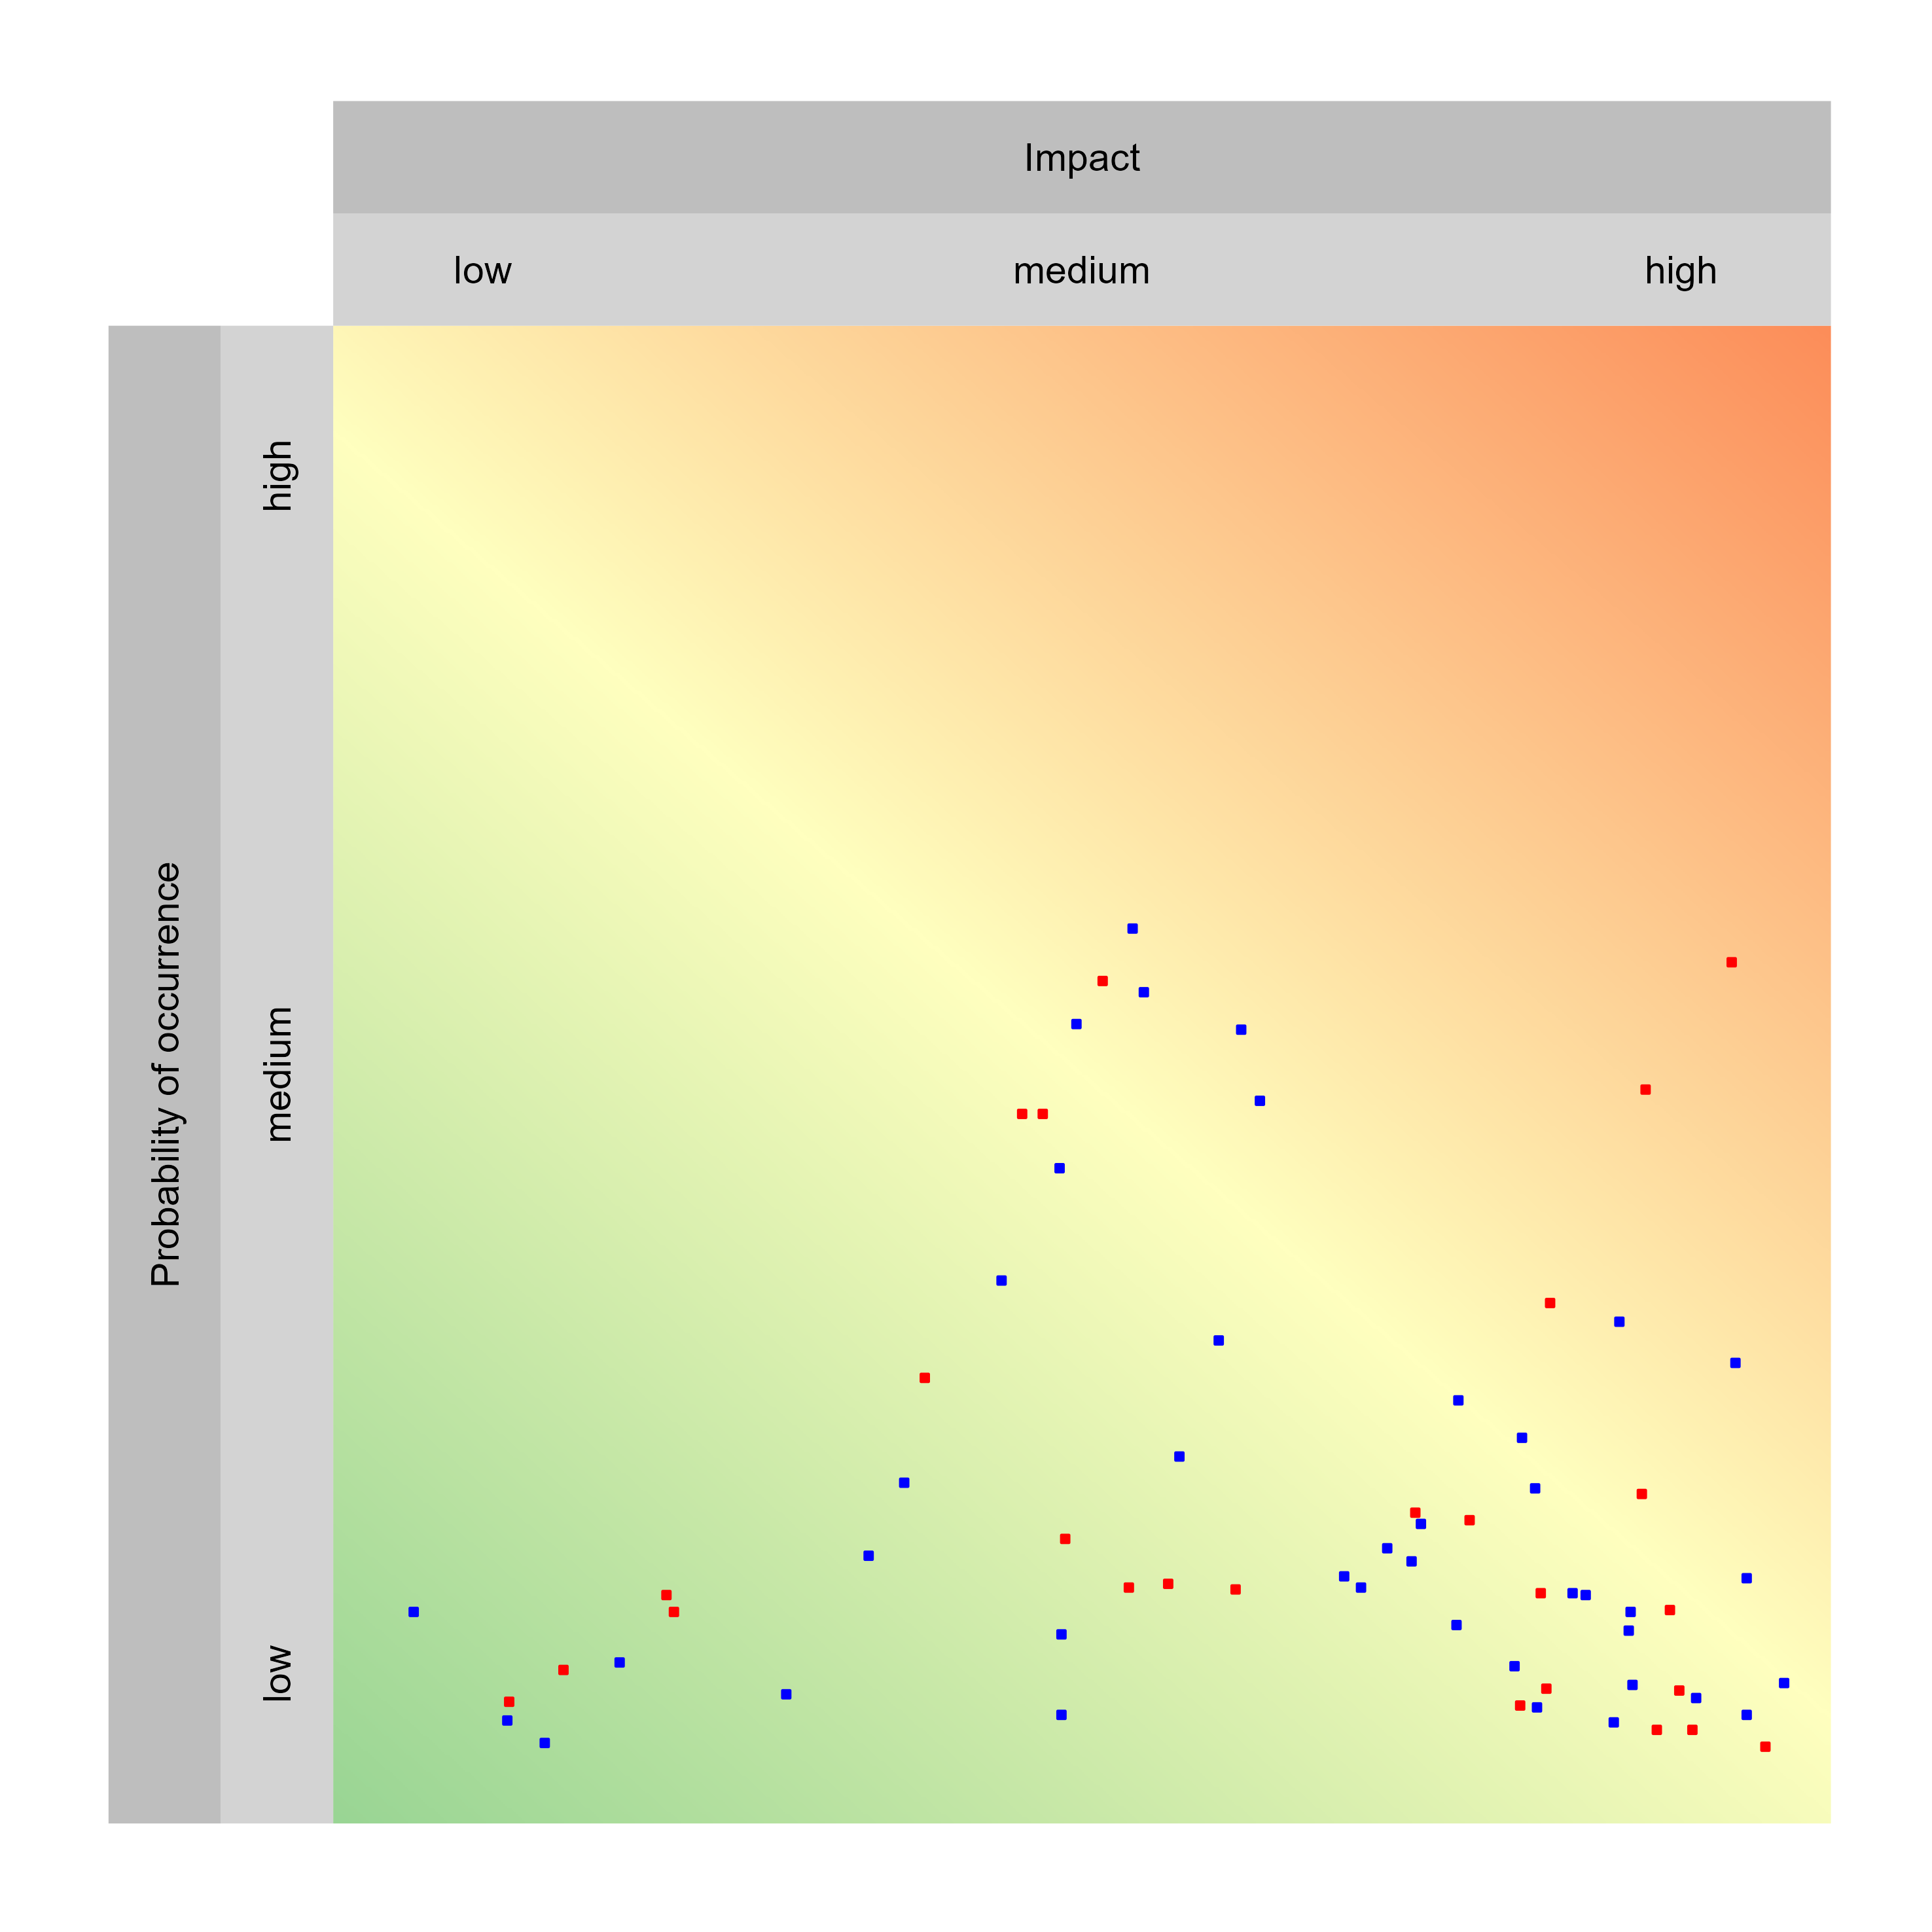 Impact
low
medium
high
Probability of occurrence
high
medium
low